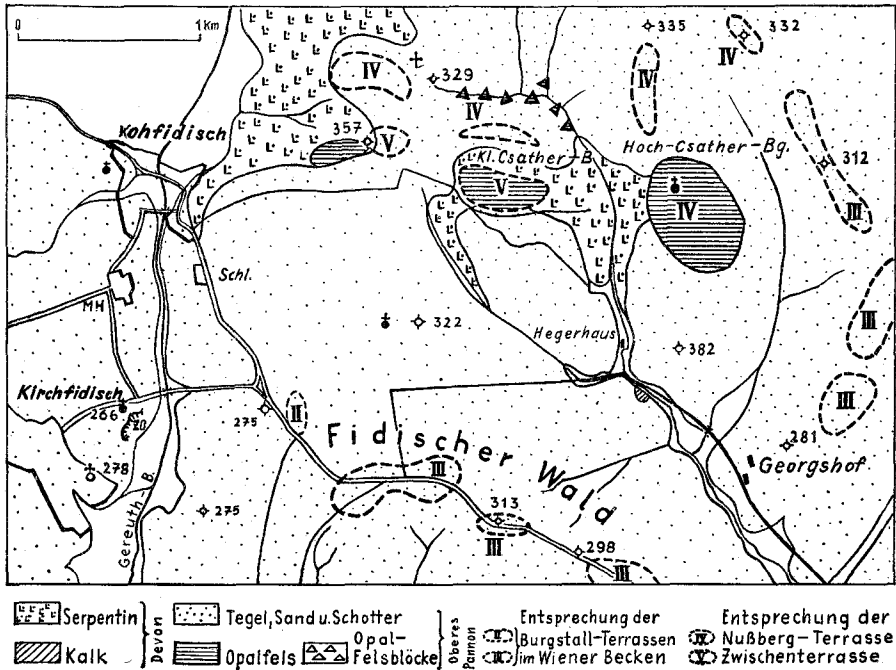 0 1 Km
335
332
IV
IV
329
IV
Kohfidisch
357
V
Kl. Csather-B.
Hoch-Csather-Bg.
312
V
IV
III
Schl.
MH
322
Hegerhaus
382
III
Kirchfidisch
266
20
275
II
III
281
278
Fidischer Wald
III
Georgshof
275
313
III
298
III
Gereuth-B.
Serpentin
Kalk
Devon
Tegel, Sand u. Schotter
Opalfels
Opal-
Felsblöcke
Oberes
Pannon
Entsprechung der
II Burgstall-Terrassen
III im Wiener Becken
Entsprechung der
IV Nußberg-Terrasse
V Zwischenterrasse